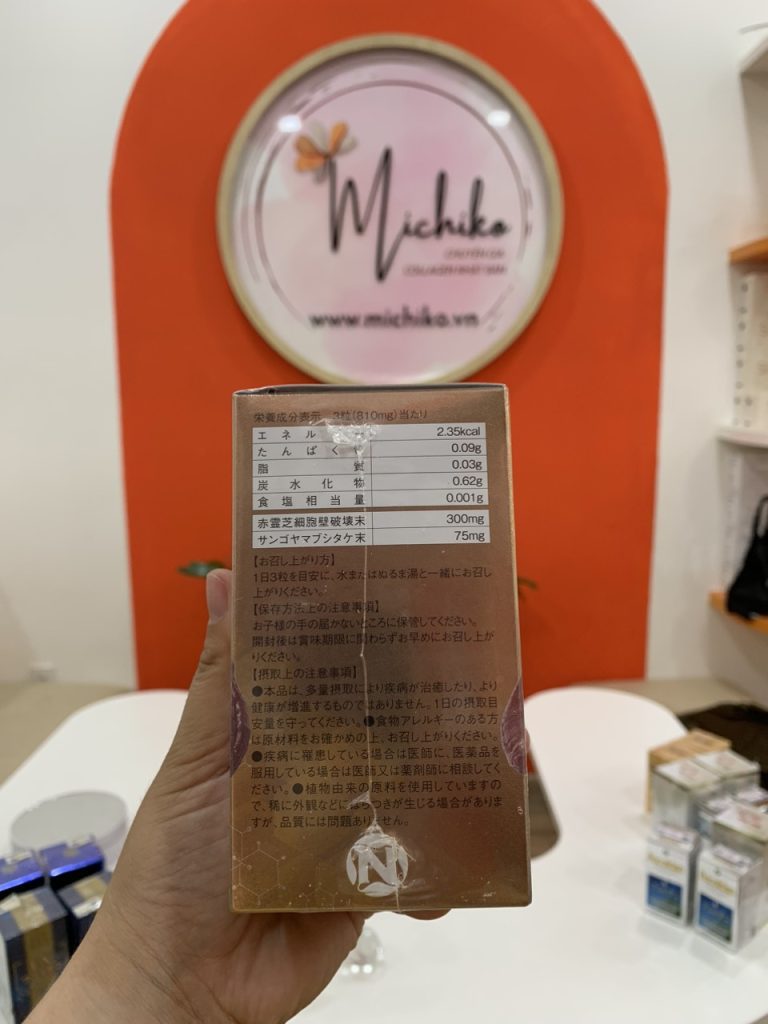 Michiko
CHUYÊN GIA
COLLAGEN NHẬT BẢN
www.michiko.vn
栄養成分表示 3粒(810mg)当たり
エネルギー 2.35kcal
たんぱく質 0.09g
脂質 0.03g
炭水化物 0.62g
食塩相当量 0.001g
赤霊芝細胞壁破壊末 300mg
サンゴヤマブシタケ末 75mg
【お召し上がり方】
1日3粒を目安に、水またはぬるま湯と一緒にお召し
上がりください。
【保存方法上の注意事項】
お子様の手の届かないところに保管してください。
開封後は賞味期限に関わらずお早めにお召し上が
りください。
【摂取上の注意事項】
●本品は、多量摂取により疾病が治癒したり、より
健康が増進するものではありません。1日の摂取目
安量を守ってください。●食物アレルギーのある方
は原材料をお確かめの上、お召し上がりください。
●疾病に罹患している場合は医師に、医薬品を
服用している場合は医師又は薬剤師に相談してく
ださい。●植物由来の原料を使用していますの
で、稀に外観などにばらつきが生じる場合がありま
すが、品質には問題ありません。
N